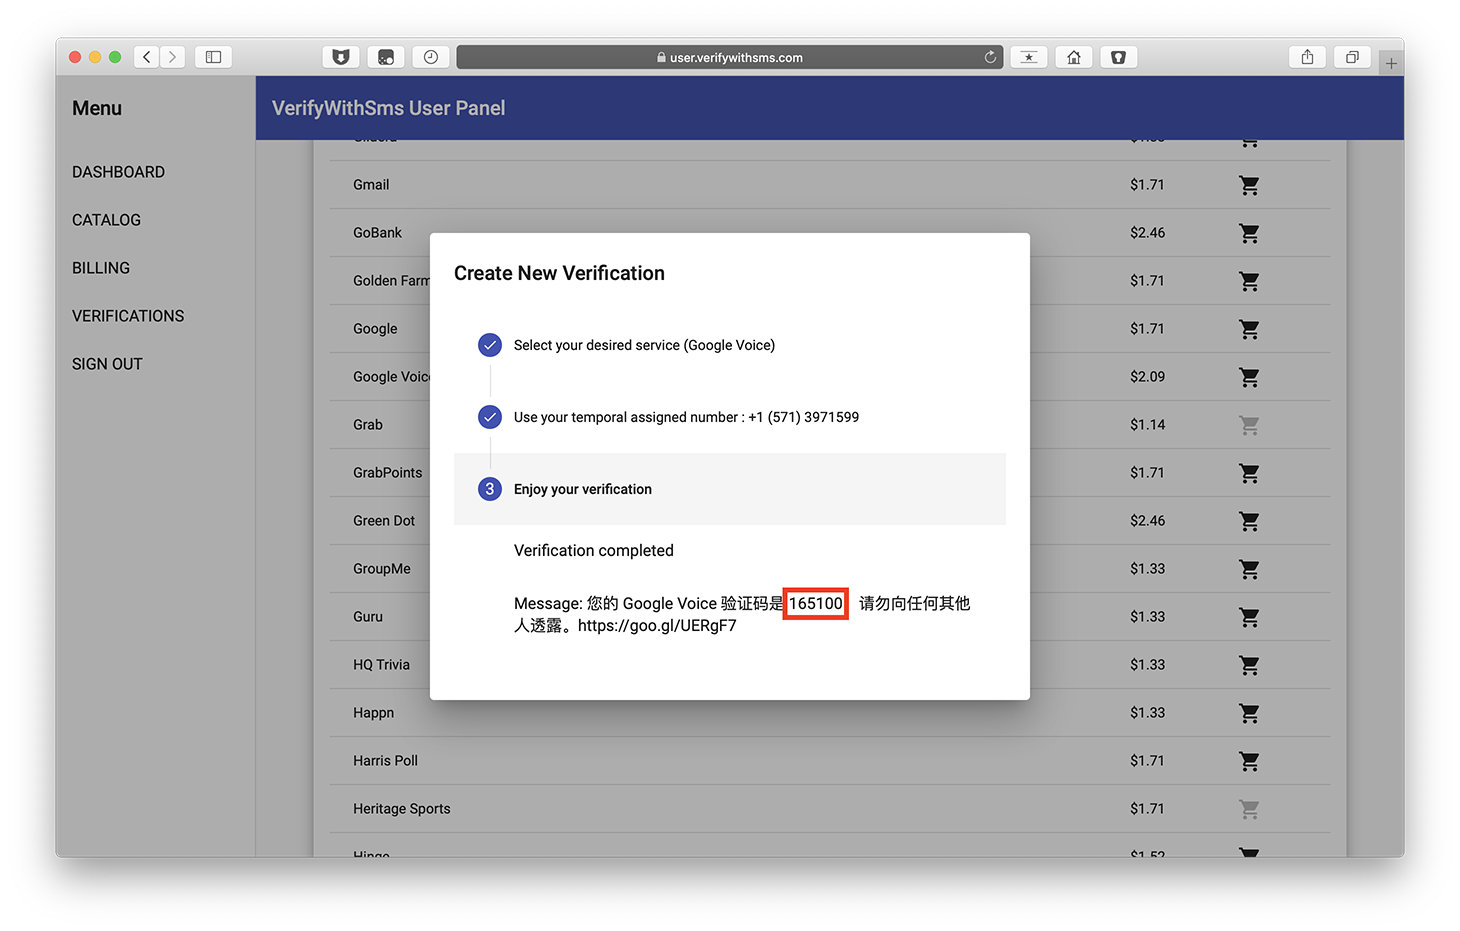 user.verifywithsms.com
Menu
VerifyWithSms User Panel
DASHBOARD
CATALOG
BILLING
VERIFICATIONS
SIGN OUT
Gmail $1.71
GoBank $2.46
Golden Farm $1.71
Google $1.71
Google Voic $2.09
Grab $1.14
GrabPoints $1.71
Green Dot $2.46
GroupMe $1.33
Guru $1.33
HQ Trivia $1.33
Happn $1.33
Harris Poll $1.71
Heritage Sports $1.71
Hinge $1.52
Create New Verification
Select your desired service (Google Voice)
Use your temporal assigned number : +1 (571) 3971599
3 Enjoy your verification
Verification completed
Message: 您的 Google Voice 验证码是 165100 请勿向任何其他
人透露。https://goo.gl/UERgF7